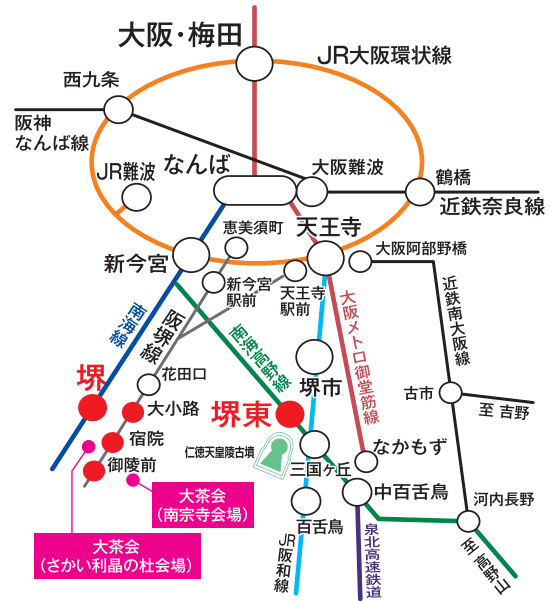 大阪・梅田
JR大阪環状線
西九条
阪神
なんば線
JR難波
なんば
大阪難波
鶴橋
近鉄奈良線
恵美須町
天王寺
新今宮
大阪阿部野橋
新今宮
駅前
天王寺
駅前
南海線
阪堺線
南海高野線
大阪メトロ御堂筋線
近鉄南大阪線
堺
花田口
堺市
古市
至 吉野
大小路
堺東
宿院
仁徳天皇陵古墳
なかもず
御陵前
三国ヶ丘
中百舌鳥
河内長野
大茶会
(南宗寺会場)
百舌鳥
JR阪和線
泉北高速鉄道
至 高野山
大茶会
(さかい利晶の杜会場)